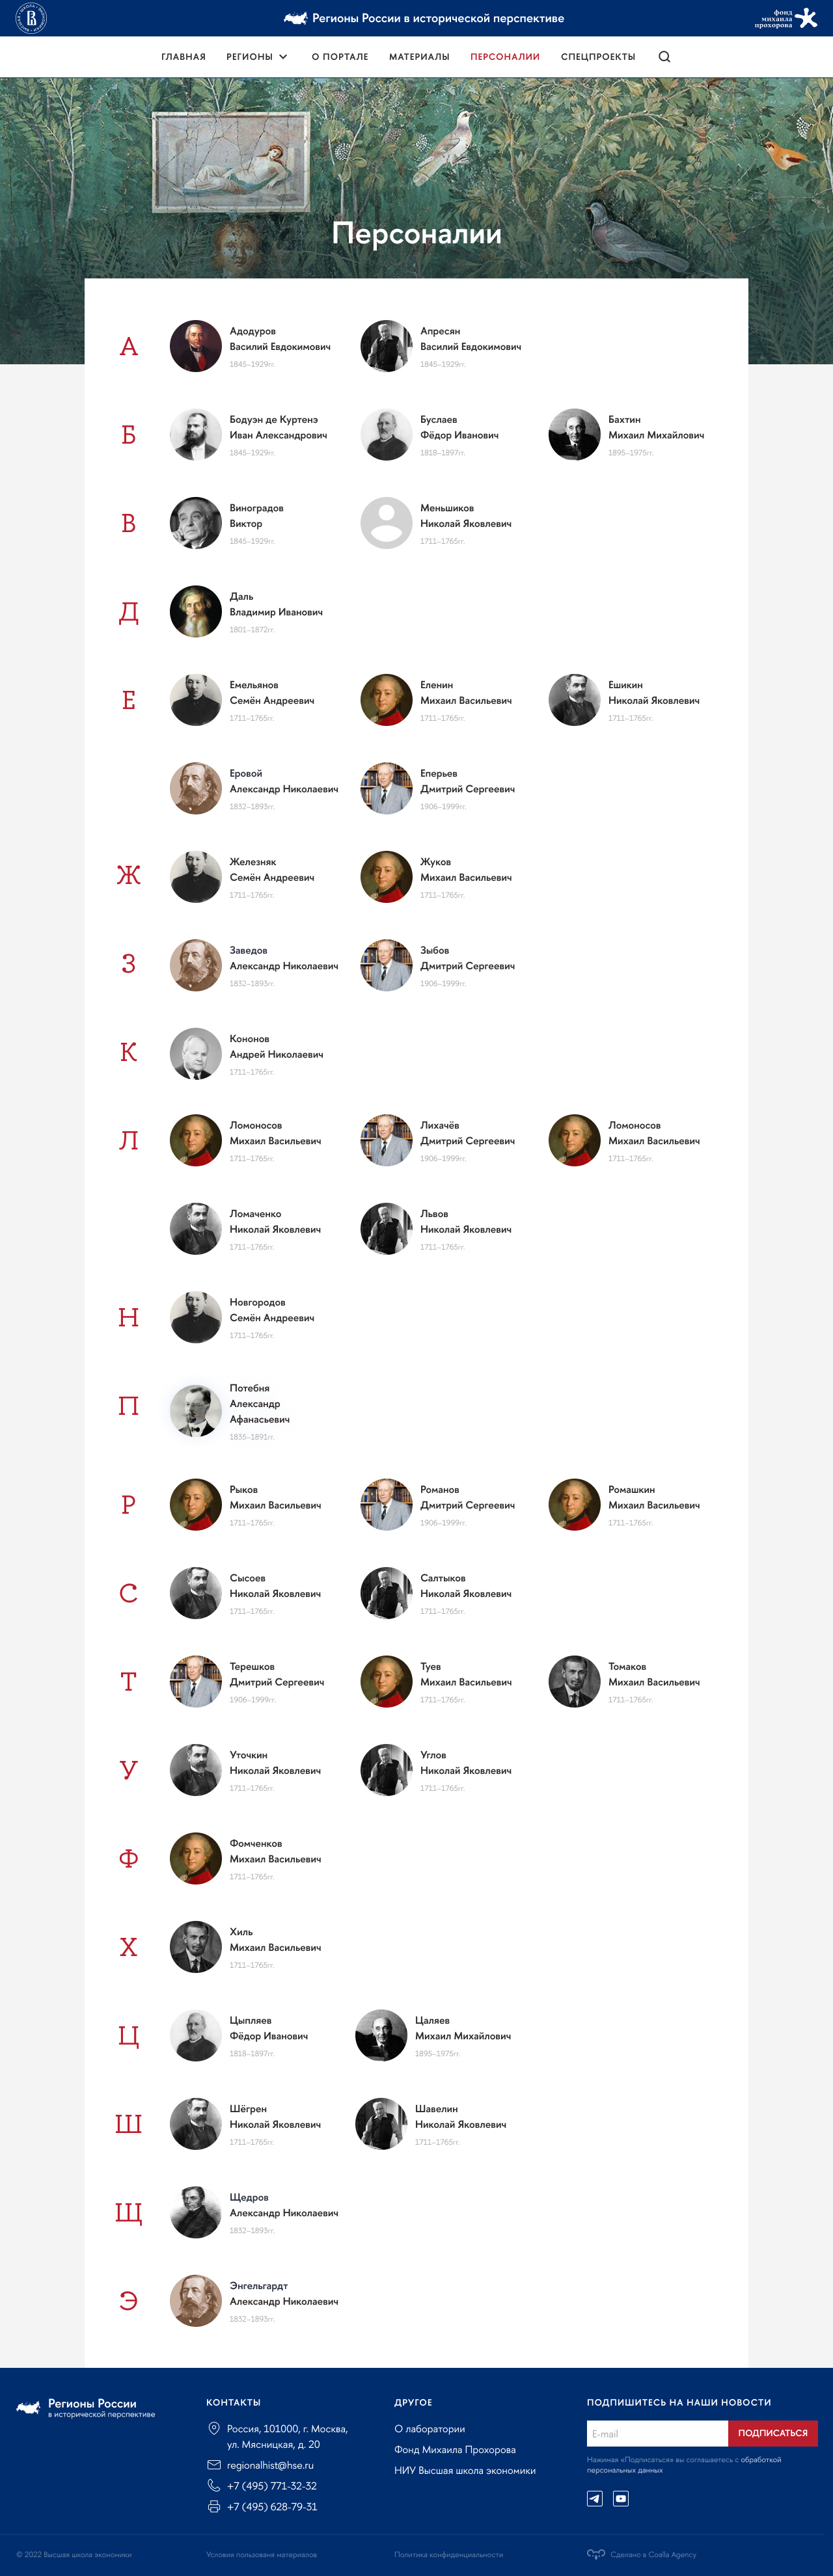 Регионы России в исторической перспективе
фонд
михаила
прохорова
ГЛАВНАЯ РЕГИОНЫ О ПОРТАЛЕ МАТЕРИАЛЫ ПЕРСОНАЛИИ СПЕЦПРОЕКТЫ
Персоналии
А
Адодуров
Василий Евдокимович
1845–1929гг.
Апресян
Василий Евдокимович
1845–1929гг.
Б
Бодуэн де Куртенэ
Иван Александрович
1845–1929гг.
Буслаев
Фёдор Иванович
1818–1897гг.
Бахтин
Михаил Михайлович
1895–1975гг.
В
Виноградов
Виктор
1845–1929гг.
Меньшиков
Николай Яковлевич
1711–1765гг.
Д
Даль
Владимир Иванович
1801–1872гг.
Е
Емельянов
Семён Андреевич
1711–1765гг.
Еленин
Михаил Васильевич
1711–1765гг.
Ешикин
Николай Яковлевич
1711–1765гг.
Еровой
Александр Николаевич
1832–1893гг.
Еперьев
Дмитрий Сергеевич
1906–1999гг.
Ж
Железняк
Семён Андреевич
1711–1765гг.
Жуков
Михаил Васильевич
1711–1765гг.
З
Заведов
Александр Николаевич
1832–1893гг.
Зыбов
Дмитрий Сергеевич
1906–1999гг.
К
Кононов
Андрей Николаевич
1711–1765гг.
Л
Ломоносов
Михаил Васильевич
1711–1765гг.
Лихачёв
Дмитрий Сергеевич
1906–1999гг.
Ломоносов
Михаил Васильевич
1711–1765гг.
Ломаченко
Николай Яковлевич
1711–1765гг.
Львов
Николай Яковлевич
1711–1765гг.
Н
Новгородов
Семён Андреевич
1711–1765гг.
П
Потебня
Александр
Афанасьевич
1835–1891гг.
Р
Рыков
Михаил Васильевич
1711–1765гг.
Романов
Дмитрий Сергеевич
1906–1999гг.
Ромашкин
Михаил Васильевич
1711–1765гг.
С
Сысоев
Николай Яковлевич
1711–1765гг.
Салтыков
Николай Яковлевич
1711–1765гг.
Т
Терешков
Дмитрий Сергеевич
1906–1999гг.
Туев
Михаил Васильевич
1711–1765гг.
Томаков
Михаил Васильевич
1711–1765гг.
У
Уточкин
Николай Яковлевич
1711–1765гг.
Углов
Николай Яковлевич
1711–1765гг.
Ф
Фомченков
Михаил Васильевич
1711–1765гг.
Х
Хиль
Михаил Васильевич
1711–1765гг.
Ц
Цыпляев
Фёдор Иванович
1818–1897гг.
Цаляев
Михаил Михайлович
1895–1975гг.
Ш
Шёгрен
Николай Яковлевич
1711–1765гг.
Шавелин
Николай Яковлевич
1711–1765гг.
Щ
Щедров
Александр Николаевич
1832–1893гг.
Э
Энгельгардт
Александр Николаевич
1832–1893гг.
Регионы России
в исторической перспективе
КОНТАКТЫ
Россия, 101000, г. Москва,
ул. Мясницкая, д. 20
regionalhist@hse.ru
+7 (495) 771-32-32
+7 (495) 628-79-31
ДРУГОЕ
О лаборатории
Фонд Михаила Прохорова
НИУ Высшая школа экономики
ПОДПИШИТЕСЬ НА НАШИ НОВОСТИ
E-mail
ПОДПИСАТЬСЯ
Нажимая «Подписаться» вы соглашаетесь с обработкой
персональных данных
© 2022 Высшая школа экономики
Условия пользования материалов
Политика конфиденциальности
Сделано в Coalla Agency